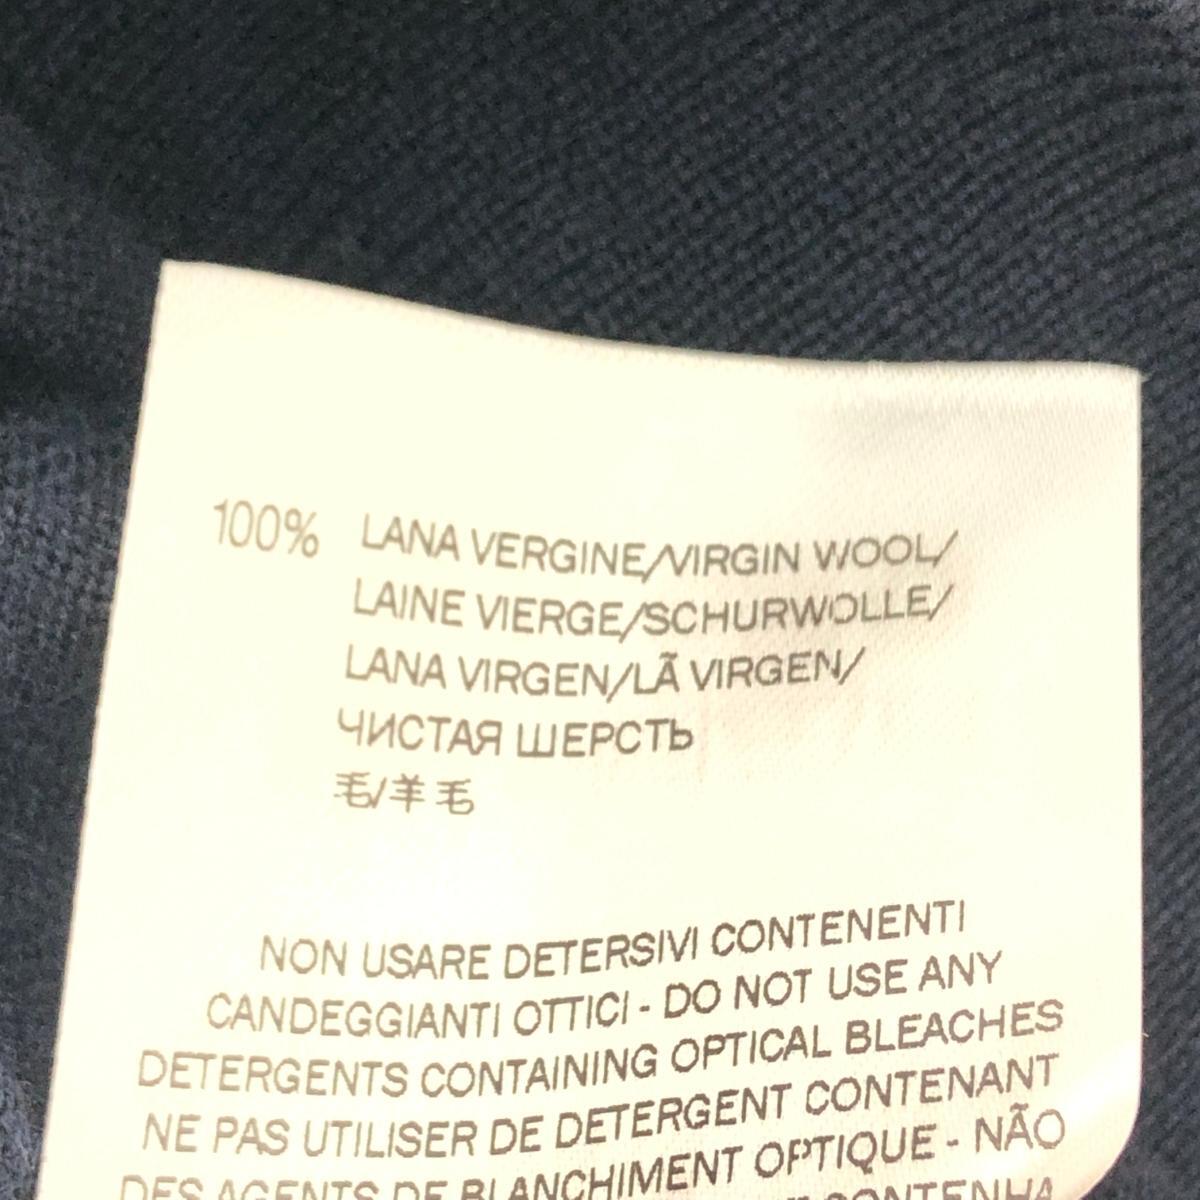 100% LANA VERGINE/VIRGIN WOOL/
LAINE VIERGE/SCHURWOLLE/
LANA VIRGEN/LÃ VIRGEN/
ЧИСТАЯ ШЕРСТЬ
毛/羊毛
NON USARE DETERSIVI CONTENENTI
CANDEGGIANTI OTTICI - DO NOT USE ANY
DETERGENTS CONTAINING OPTICAL BLEACHES
NE PAS UTILISER DE DETERGENT CONTENANT
DES AGENTS DE BLANCHIMENT OPTIQUE - NÃO
CONTENHA